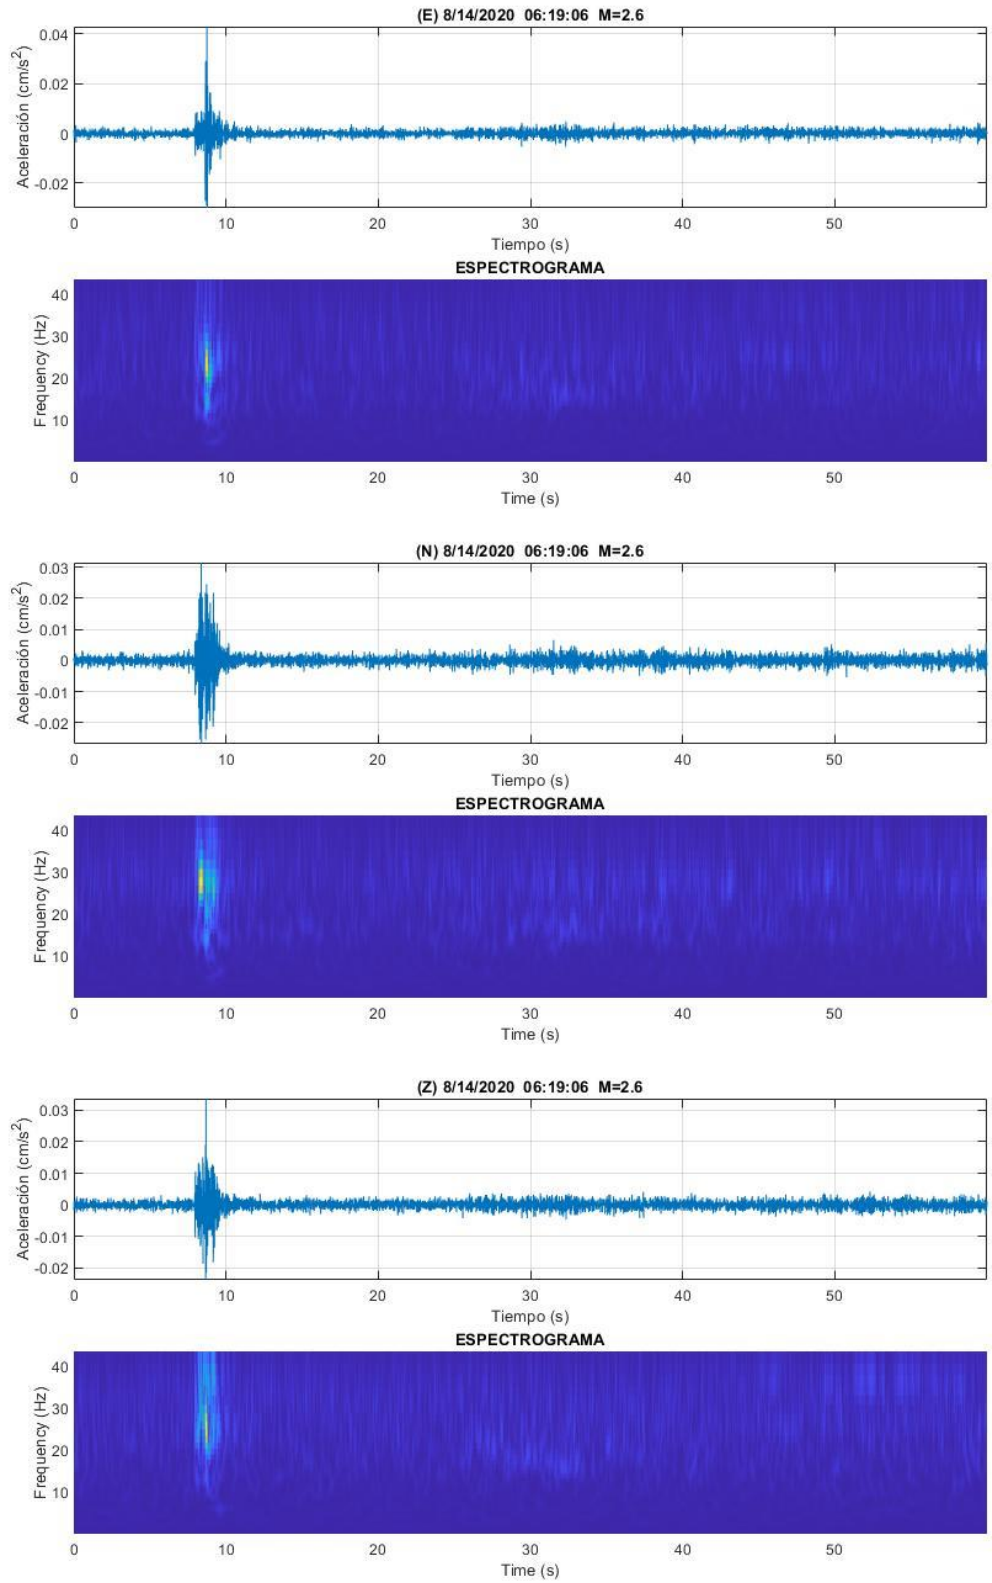 (E) 8/14/2020 06:19:06 M=2.6
Aceleración (cm/s²)
0.04
0.02
0
-0.02
0 10 20 30 40 50
Tiempo (s)
ESPECTROGRAMA
Frequency (Hz)
40
30
20
10
0 10 20 30 40 50
Time (s)
(N) 8/14/2020 06:19:06 M=2.6
Aceleración (cm/s²)
0.03
0.02
0.01
0
-0.01
-0.02
0 10 20 30 40 50
Tiempo (s)
ESPECTROGRAMA
Frequency (Hz)
40
30
20
10
0 10 20 30 40 50
Time (s)
(Z) 8/14/2020 06:19:06 M=2.6
Aceleración (cm/s²)
0.03
0.02
0.01
0
-0.01
-0.02
0 10 20 30 40 50
Tiempo (s)
ESPECTROGRAMA
Frequency (Hz)
40
30
20
10
0 10 20 30 40 50
Time (s)